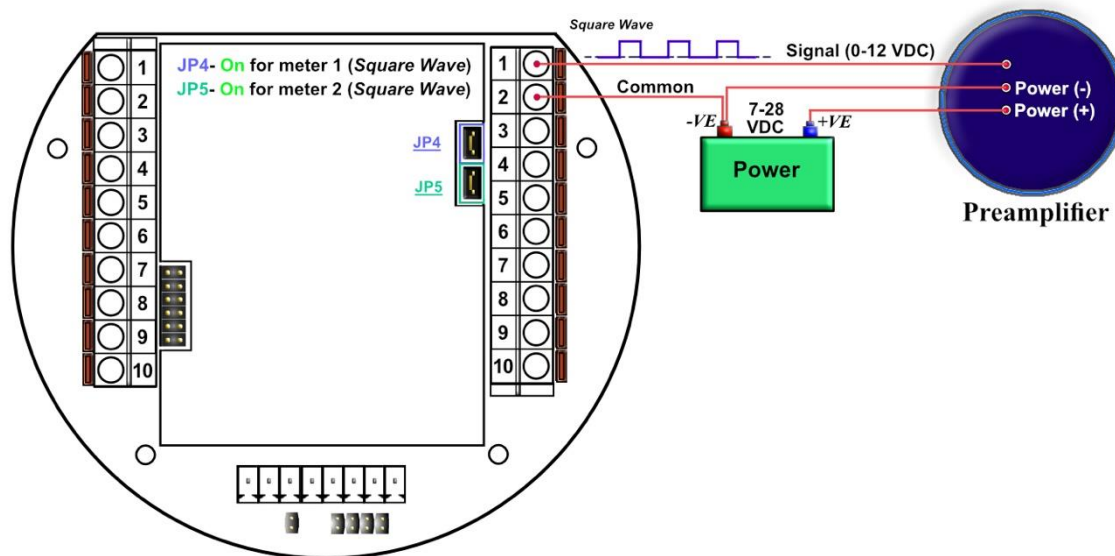 Square Wave
Signal (0-12 VDC)
JP4- On for meter 1 (Square Wave)
JP5- On for meter 2 (Square Wave)
Common
Power (-)
Power (+)
-VE
7-28
VDC
+VE
Power
Preamplifier
JP4
JP5
1
2
3
4
5
6
7
8
9
10
1
2
3
4
5
6
7
8
9
10